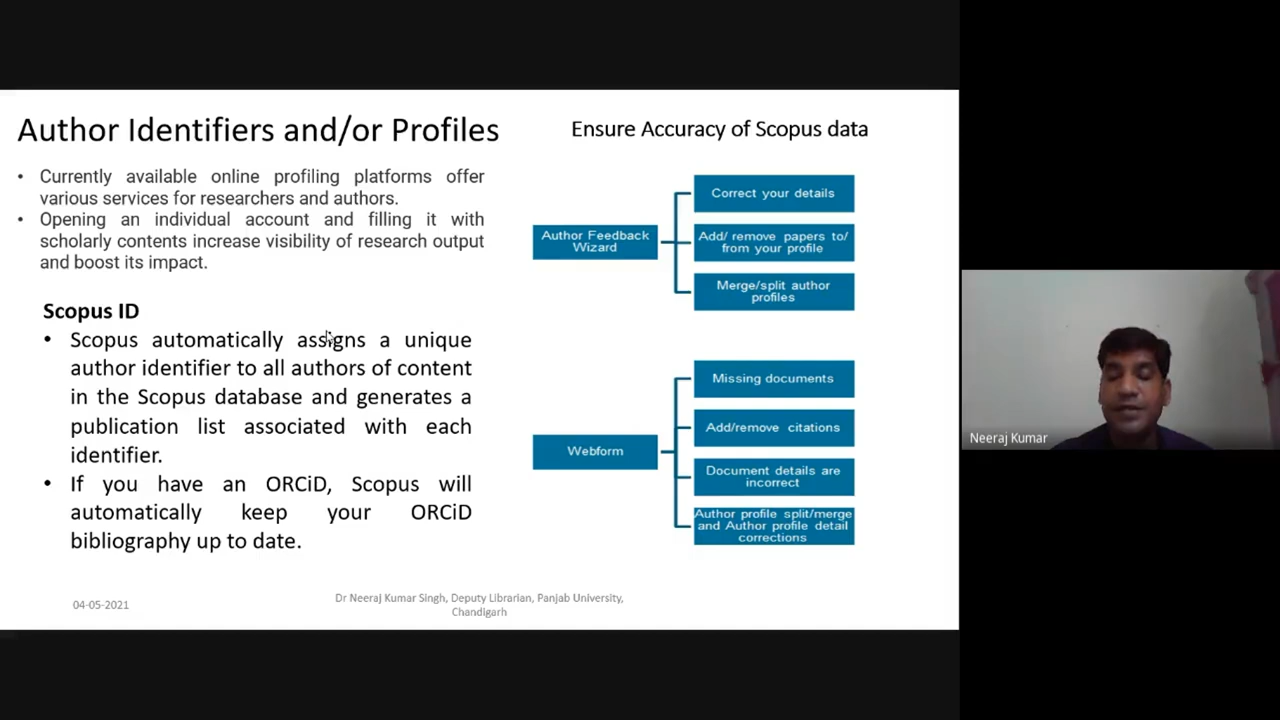 Author Identifiers and/or Profiles
• Currently available online profiling platforms offer
various services for researchers and authors.
• Opening an individual account and filling it with
scholarly contents increase visibility of research output
and boost its impact.
Scopus ID
• Scopus automatically assigns a unique
author identifier to all authors of content
in the Scopus database and generates a
publication list associated with each
identifier.
• If you have an ORCiD, Scopus will
automatically keep your ORCiD
bibliography up to date.
Ensure Accuracy of Scopus data
Author Feedback
Wizard
Correct your details
Add/ remove papers to/
from your profile
Merge/split author
profiles
Webform
Missing documents
Add/remove citations
Document details are
incorrect
Author profile split/merge
and Author profile detail
corrections
04-05-2021
Dr Neeraj Kumar Singh, Deputy Librarian, Panjab University,
Chandigarh
Neeraj Kumar